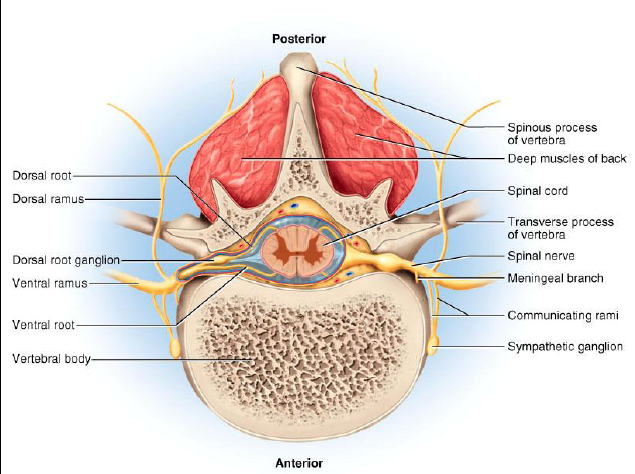 Posterior
Spinous process
of vertebra
Deep muscles of back
Dorsal root
Spinal cord
Dorsal ramus
Transverse process
of vertebra
Dorsal root ganglion
Spinal nerve
Ventral ramus
Meningeal branch
Communicating rami
Ventral root
Sympathetic ganglion
Vertebral body
Anterior